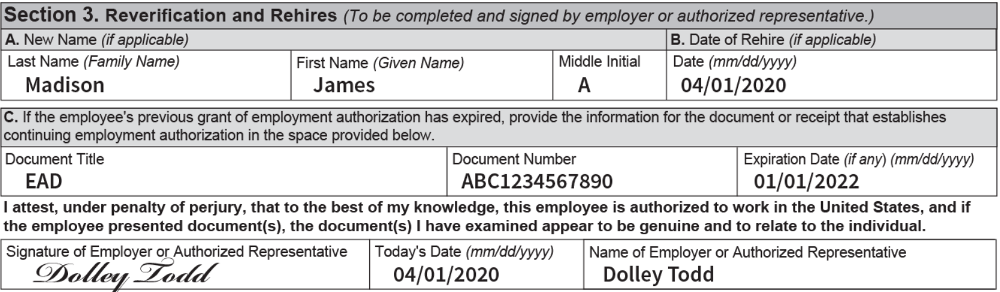 Section 3. Reverification and Rehires (To be completed and signed by employer or authorized representative.)
A. New Name (if applicable)
B. Date of Rehire (if applicable)
Last Name (Family Name)
First Name (Given Name)
Middle Initial
Date (mm/dd/yyyy)
Madison
James
A
04/01/2020
C. If the employee's previous grant of employment authorization has expired, provide the information for the document or receipt that establishes
continuing employment authorization in the space provided below.
Document Title
Document Number
Expiration Date (if any) (mm/dd/yyyy)
EAD
ABC1234567890
01/01/2022
I attest, under penalty of perjury, that to the best of my knowledge, this employee is authorized to work in the United States, and if
the employee presented document(s), the document(s) I have examined appear to be genuine and to relate to the individual.
Signature of Employer or Authorized Representative
Today's Date (mm/dd/yyyy)
Name of Employer or Authorized Representative
Dolley Todd
04/01/2020
Dolley Todd